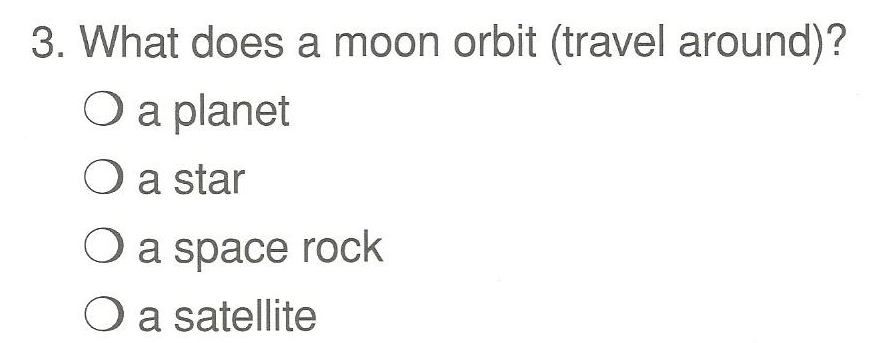 3. What does a moon orbit (travel around)?
a planet
a star
a space rock
a satellite